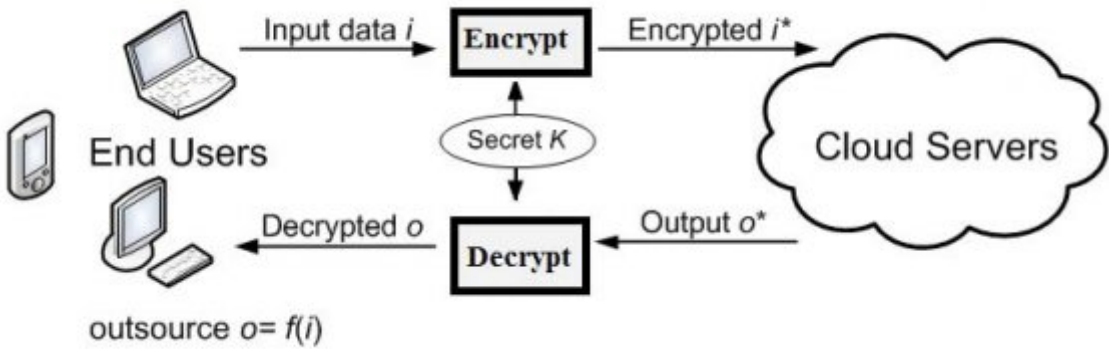 Input data i
Encrypt
Encrypted i*
Secret K
End Users
Cloud Servers
Decrypted o
Decrypt
Output o*
outsource o= f(i)